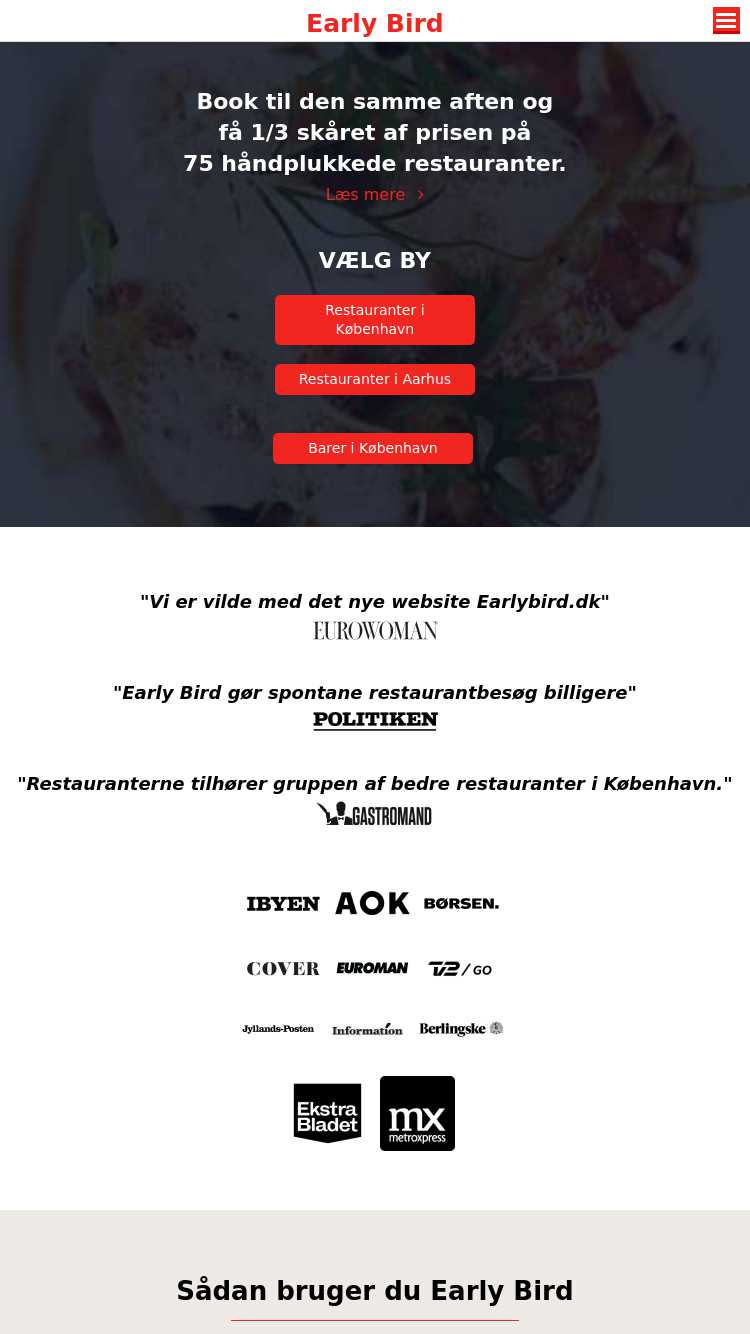 Early Bird
Book til den samme aften og
få 1/3 skåret af prisen på
75 håndplukkede restauranter.
Læs mere
VÆLG BY
Restauranter i
København
Restauranter i Aarhus
Barer i København
"Vi er vilde med det nye website Earlybird.dk"
EUROWOMAN
"Early Bird gør spontane restaurantbesøg billigere"
POLITIKEN
"Restauranterne tilhører gruppen af bedre restauranter i København."
GASTROMAND
IBYEN AOK BØRSEN.
COVER EUROMAN TV2/GO
Jyllands-Posten Information Berlingske
Ekstra
Bladet
mx
metroxpress
Sådan bruger du Early Bird